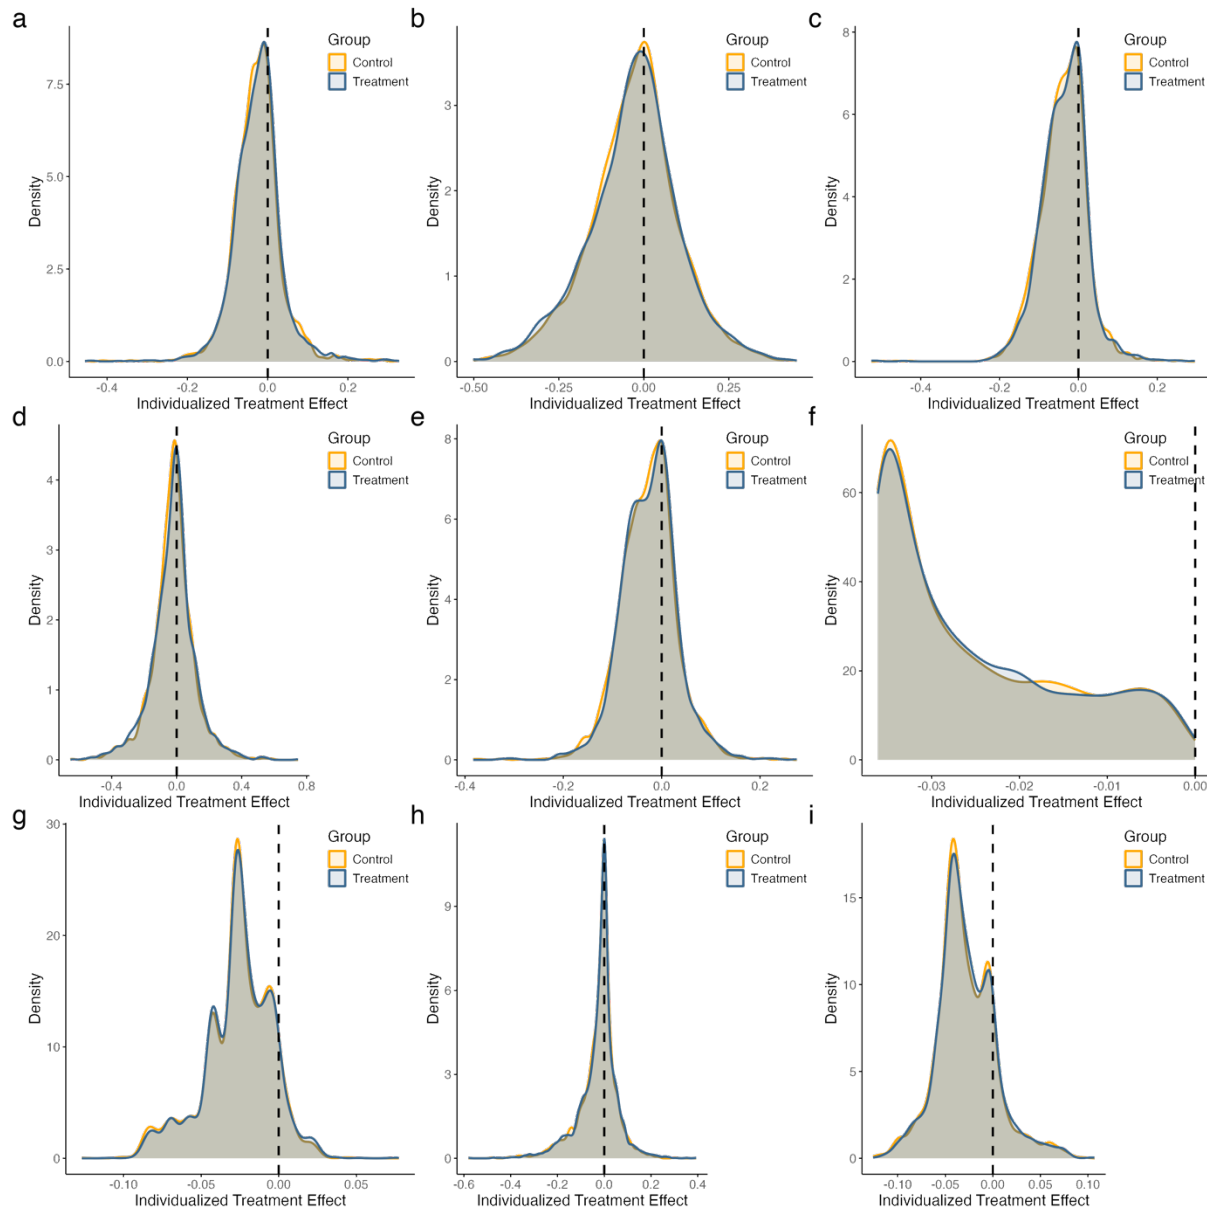 a
Group
Control
Treatment
7.5
5.0
2.5
0.0
Density
-0.4
-0.2
0.0
0.2
Individualized Treatment Effect
b
Group
Control
Treatment
3
2
1
0
Density
-0.50
-0.25
0.00
0.25
Individualized Treatment Effect
c
Group
Control
Treatment
8
6
4
2
0
Density
-0.4
-0.2
0.0
0.2
Individualized Treatment Effect
d
Group
Control
Treatment
4
3
2
1
0
Density
-0.4
0.0
0.4
0.8
Individualized Treatment Effect
e
Group
Control
Treatment
8
6
4
2
0
Density
-0.4
-0.2
0.0
0.2
Individualized Treatment Effect
f
Group
Control
Treatment
60
40
20
0
Density
-0.03
-0.02
-0.01
0.00
Individualized Treatment Effect
g
Group
Control
Treatment
30
20
10
0
Density
-0.10
-0.05
0.00
0.05
Individualized Treatment Effect
h
Group
Control
Treatment
9
6
3
0
Density
-0.6
-0.4
-0.2
0.0
0.2
0.4
Individualized Treatment Effect
i
Group
Control
Treatment
15
10
5
0
Density
-0.10
-0.05
0.00
0.05
0.10
Individualized Treatment Effect